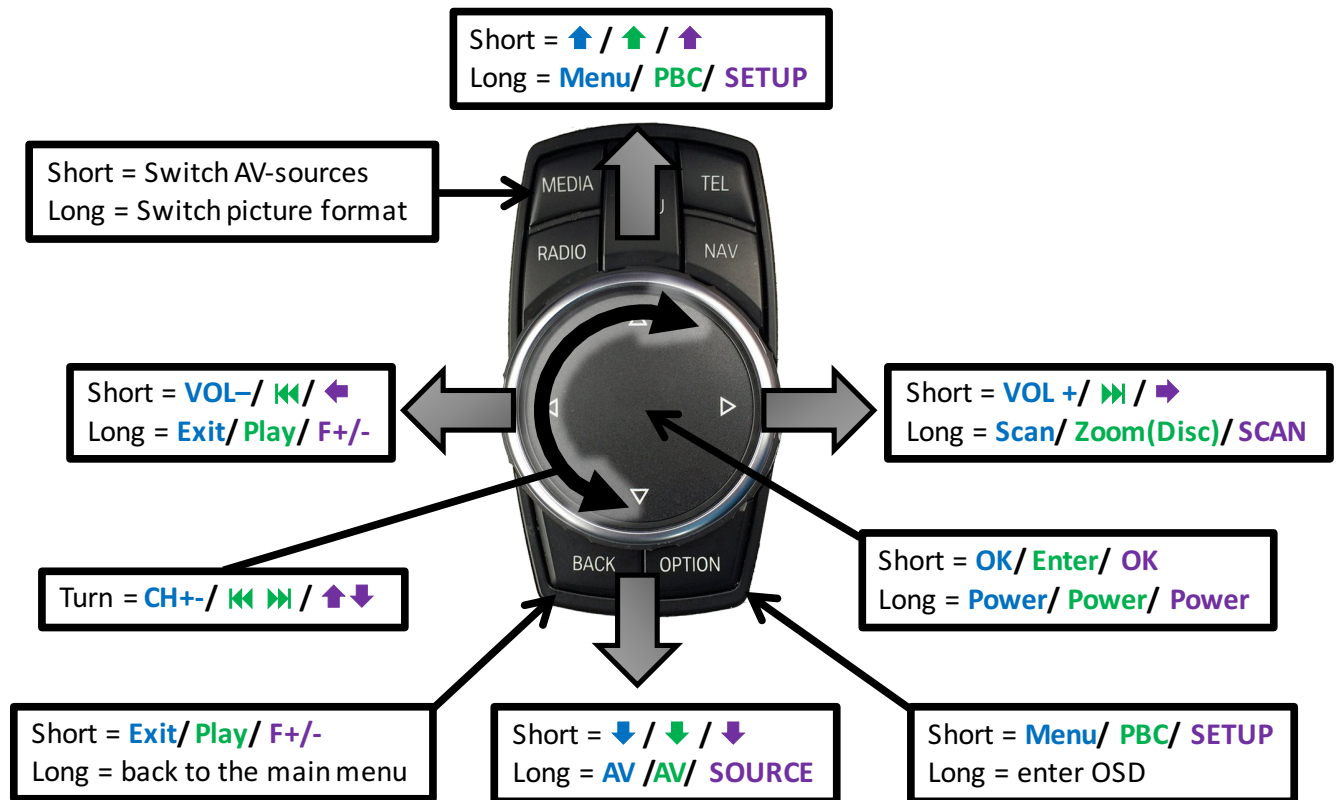 Short = ⬆ / ⬆ / ⬆
Long = Menu/ PBC/ SETUP
Short = Switch AV-sources
Long = Switch picture format
MEDIA
TEL
U
RADIO
NAV
Short = VOL–/ ⏮/ ⬅
Long = Exit/ Play/ F+/-
Short = VOL +/ ⏭ / ➡
Long = Scan/ Zoom(Disc)/ SCAN
Turn = CH+-/ ⏮ ⏭ / ⬆⬇
BACK
OPTION
Short = OK/ Enter/ OK
Long = Power/ Power/ Power
Short = Exit/ Play/ F+/-
Long = back to the main menu
Short = ⬇ / ⬇ / ⬇
Long = AV /AV/ SOURCE
Short = Menu/ PBC/ SETUP
Long = enter OSD